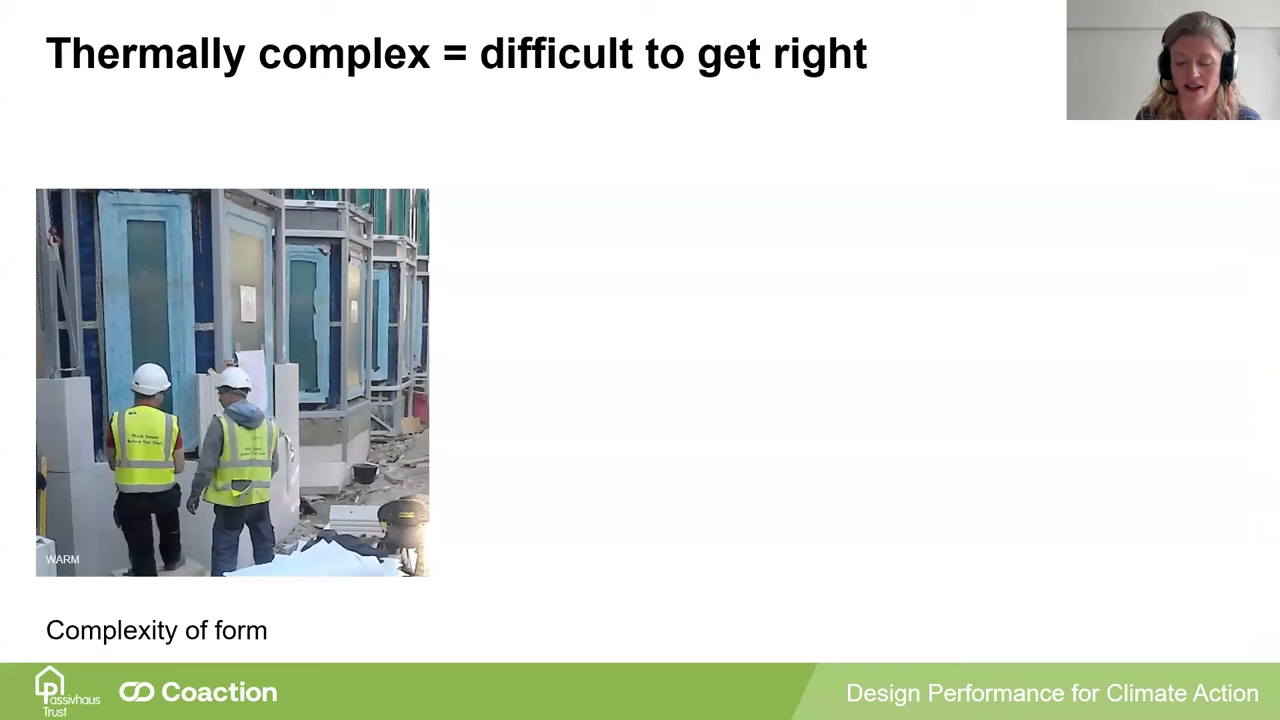 Thermally complex = difficult to get right
WARM
Complexity of form
Passivhaus
Trust
Coaction
Design Performance for Climate Action